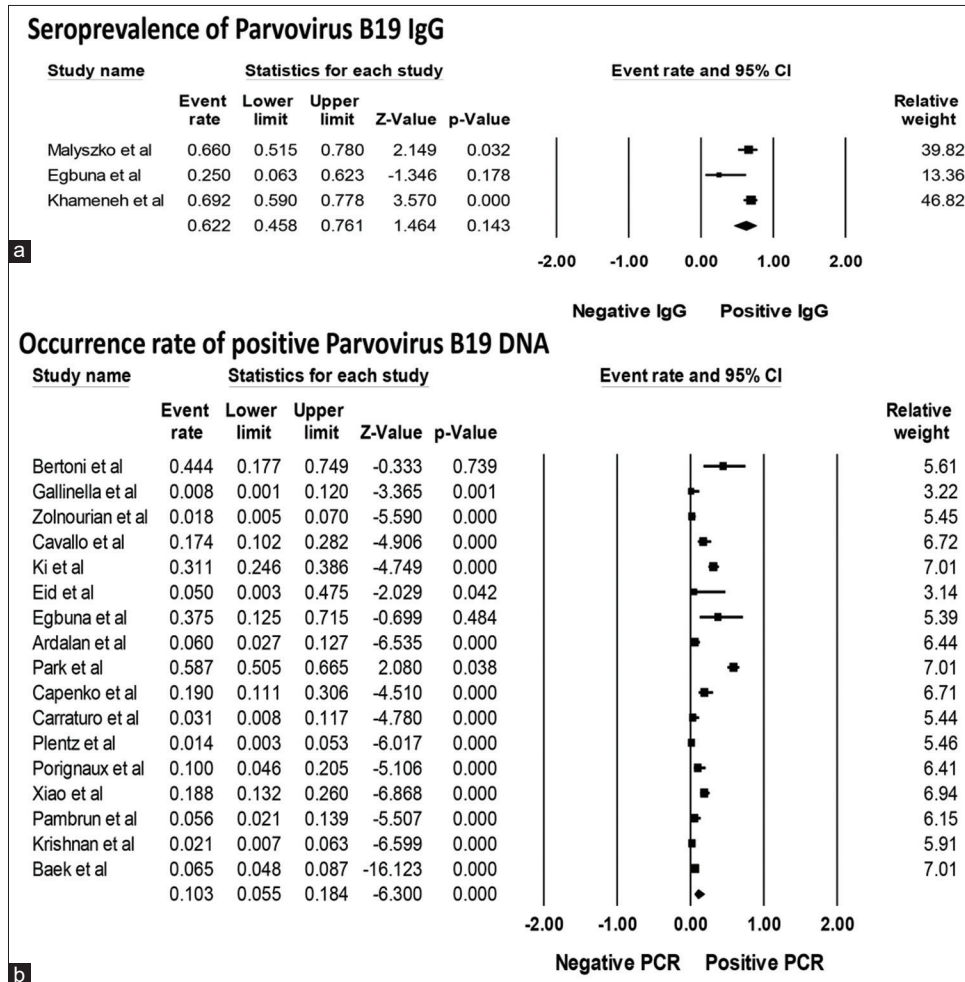 Seroprevalence of Parvovirus B19 IgG
Study name Statistics for each study Event rate and 95% CI
Event Lower Upper Relative
rate limit limit Z-Value p-Value weight
Malyszko et al 0.660 0.515 0.780 2.149 0.032 39.82
Egbuna et al 0.250 0.063 0.623 -1.346 0.178 13.36
Khameneh et al 0.692 0.590 0.778 3.570 0.000 46.82
0.622 0.458 0.761 1.464 0.143
a
-2.00 -1.00 0.00 1.00 2.00
Negative IgG Positive IgG
Occurrence rate of positive Parvovirus B19 DNA
Study name Statistics for each study Event rate and 95% CI
Event Lower Upper Relative
rate limit limit Z-Value p-Value weight
Bertoni et al 0.444 0.177 0.749 -0.333 0.739 5.61
Gallinella et al 0.008 0.001 0.120 -3.365 0.001 3.22
Zolnourian et al 0.018 0.005 0.070 -5.590 0.000 5.45
Cavallo et al 0.174 0.102 0.282 -4.906 0.000 6.72
Ki et al 0.311 0.246 0.386 -4.749 0.000 7.01
Eid et al 0.050 0.003 0.475 -2.029 0.042 3.14
Egbuna et al 0.375 0.125 0.715 -0.699 0.484 5.39
Ardalan et al 0.060 0.027 0.127 -6.535 0.000 6.44
Park et al 0.587 0.505 0.665 2.080 0.038 7.01
Capenko et al 0.190 0.111 0.306 -4.510 0.000 6.71
Carraturo et al 0.031 0.008 0.117 -4.780 0.000 5.44
Plentz et al 0.014 0.003 0.053 -6.017 0.000 5.46
Porignaux et al 0.100 0.046 0.205 -5.106 0.000 6.41
Xiao et al 0.188 0.132 0.260 -6.868 0.000 6.94
Pambrun et al 0.056 0.021 0.139 -5.507 0.000 6.15
Krishnan et al 0.021 0.007 0.063 -6.599 0.000 5.91
Baek et al 0.065 0.048 0.087 -16.123 0.000 7.01
0.103 0.055 0.184 -6.300 0.000
-2.00 -1.00 0.00 1.00 2.00
Negative PCR Positive PCR
b